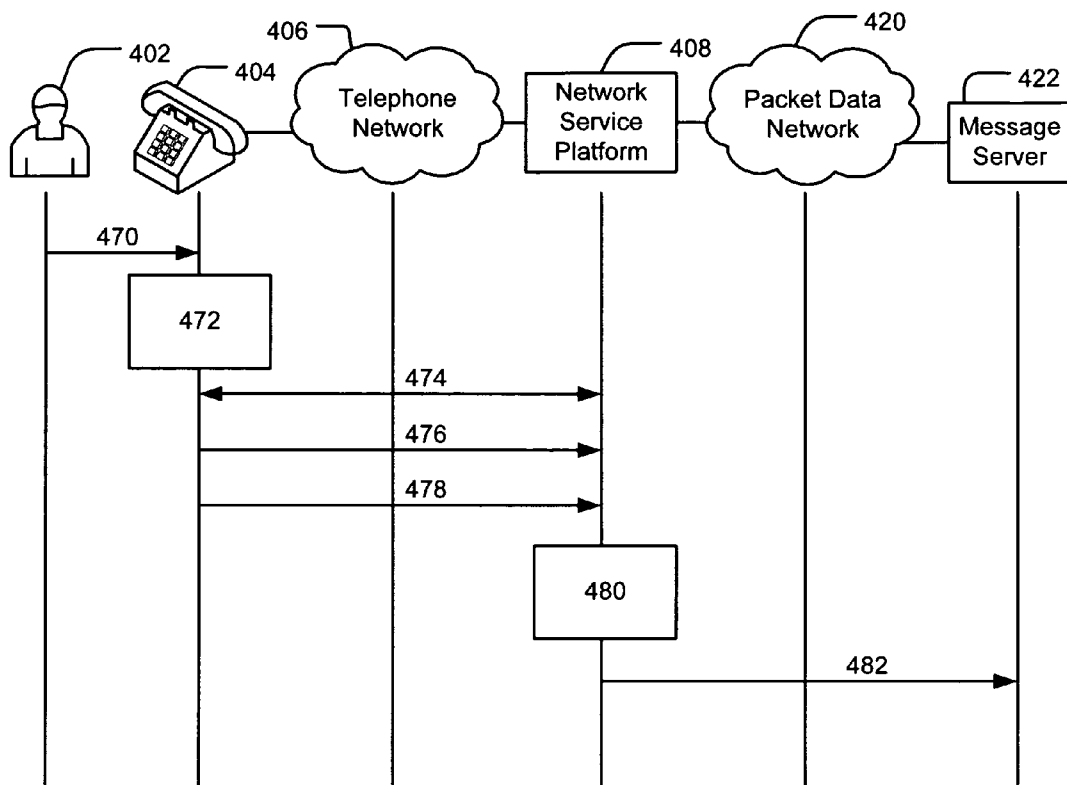 402
404
406
Telephone
Network
408
Network
Service
Platform
420
Packet Data
Network
422
Message
Server
470
472
474
476
478
480
482